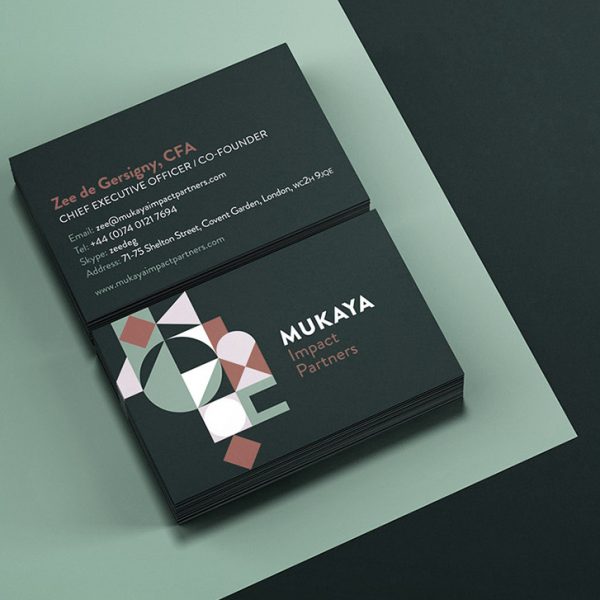 Zee de Gersigny, CFA
CHIEF EXECUTIVE OFFICER / CO-FOUNDER
Email: zee@mukayaimpactpartners.com
Tel: +44 (0)74 0121 7694
Skype: zeedeg
Address: 71-75 Shelton Street, Covent Garden, London, WC2H 9JQE
www.mukayaimpactpartners.com
MUKAYA
Impact
Partners